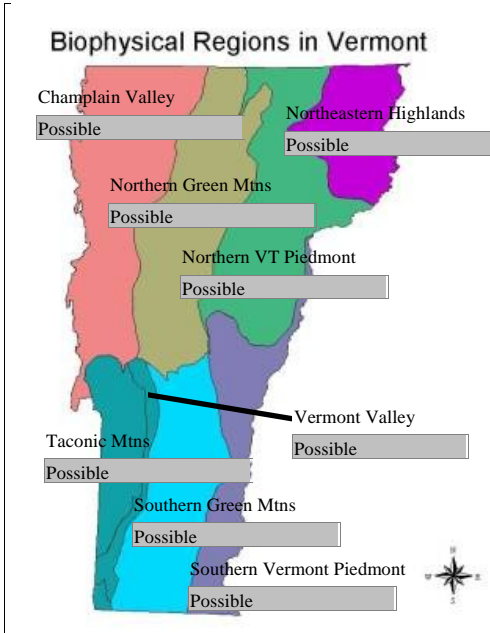 Biophysical Regions in Vermont
Champlain Valley
Possible
Northeastern Highlands
Possible
Northern Green Mtns
Possible
Northern VT Piedmont
Possible
Vermont Valley
Possible
Taconic Mtns
Possible
Southern Green Mtns
Possible
Southern Vermont Piedmont
Possible
N
W E
S